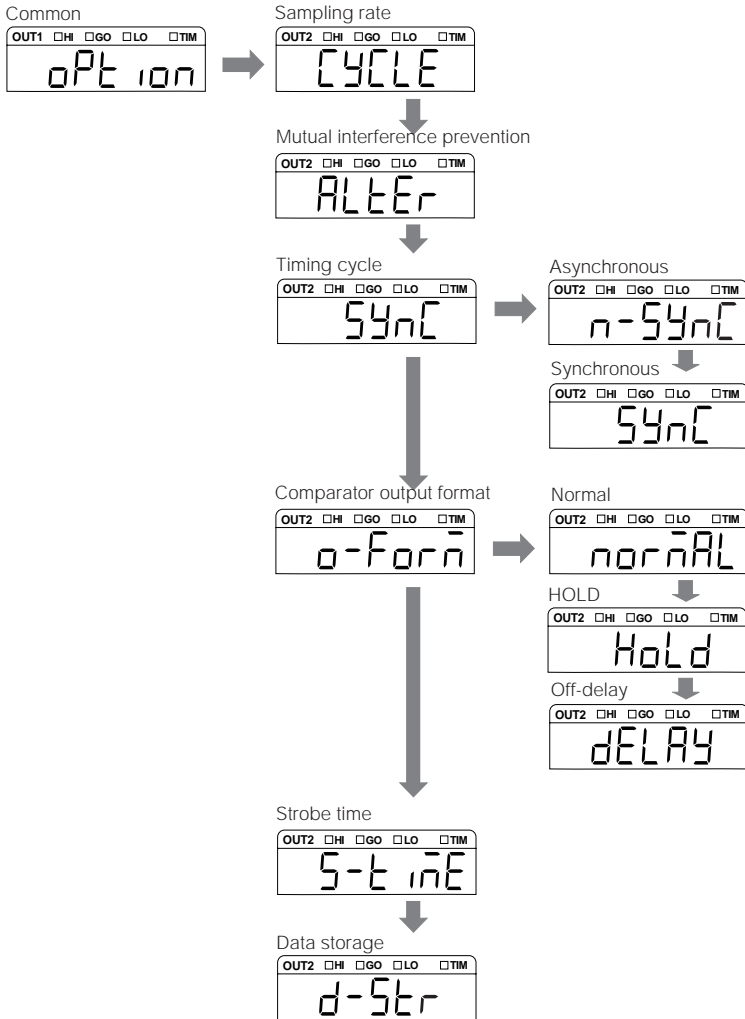 Common
OUT1 □HI □GO □LO □TIM
oPt ion
Sampling rate
OUT2 □HI □GO □LO □TIM
CYCLE
Mutual interference prevention
OUT2 □HI □GO □LO □TIM
ALtEr
Timing cycle
OUT2 □HI □GO □LO □TIM
SYnC
Asynchronous
OUT2 □HI □GO □LO □TIM
n-SYnC
Synchronous
OUT2 □HI □GO □LO □TIM
SYnC
Comparator output format
OUT2 □HI □GO □LO □TIM
o-Form
Normal
OUT2 □HI □GO □LO □TIM
normAL
HOLD
OUT2 □HI □GO □LO □TIM
HoLd
Off-delay
OUT2 □HI □GO □LO □TIM
dELAY
Strobe time
OUT2 □HI □GO □LO □TIM
S-t imE
Data storage
OUT2 □HI □GO □LO □TIM
d-Str